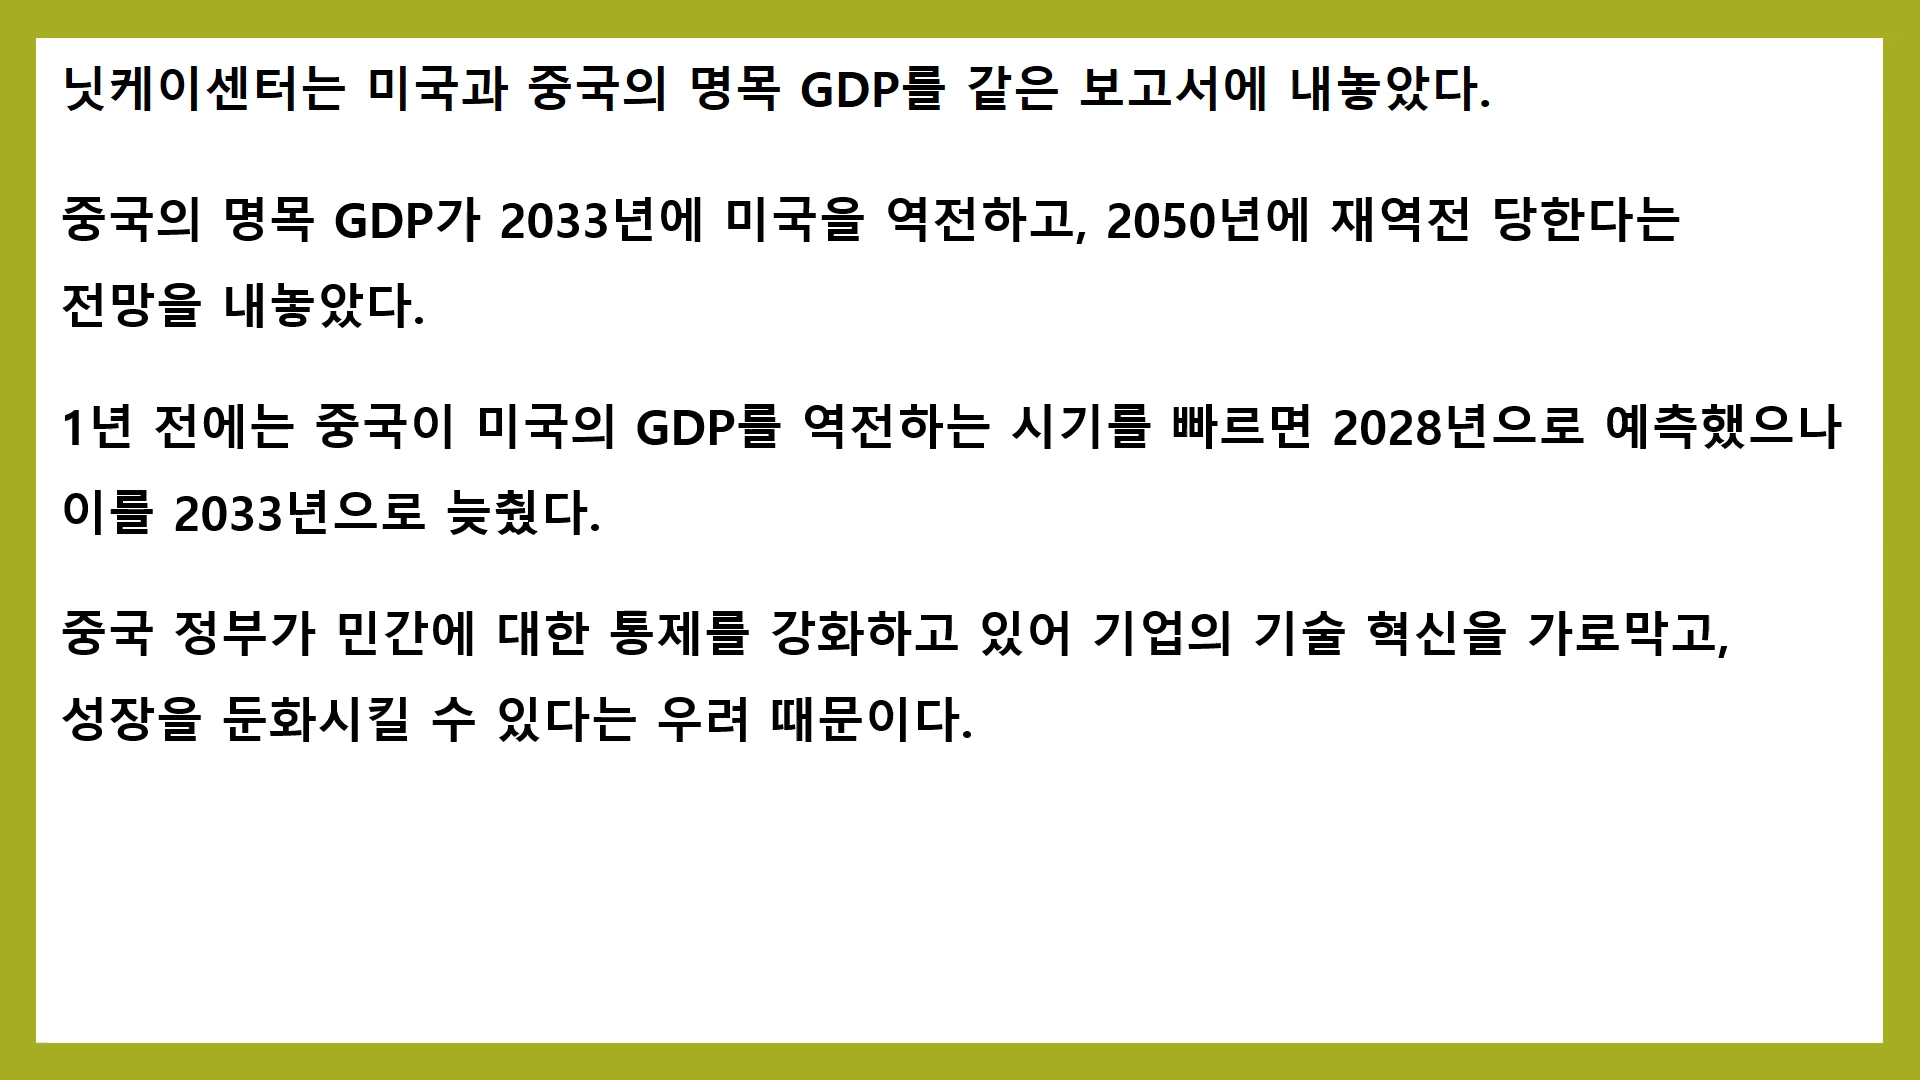 닛케이센터는 미국과 중국의 명목 GDP를 같은 보고서에 내놓았다.
중국의 명목 GDP가 2033년에 미국을 역전하고, 2050년에 재역전 당한다는
전망을 내놓았다.
1년 전에는 중국이 미국의 GDP를 역전하는 시기를 빠르면 2028년으로 예측했으나
이를 2033년으로 늦췄다.
중국 정부가 민간에 대한 통제를 강화하고 있어 기업의 기술 혁신을 가로막고,
성장을 둔화시킬 수 있다는 우려 때문이다.